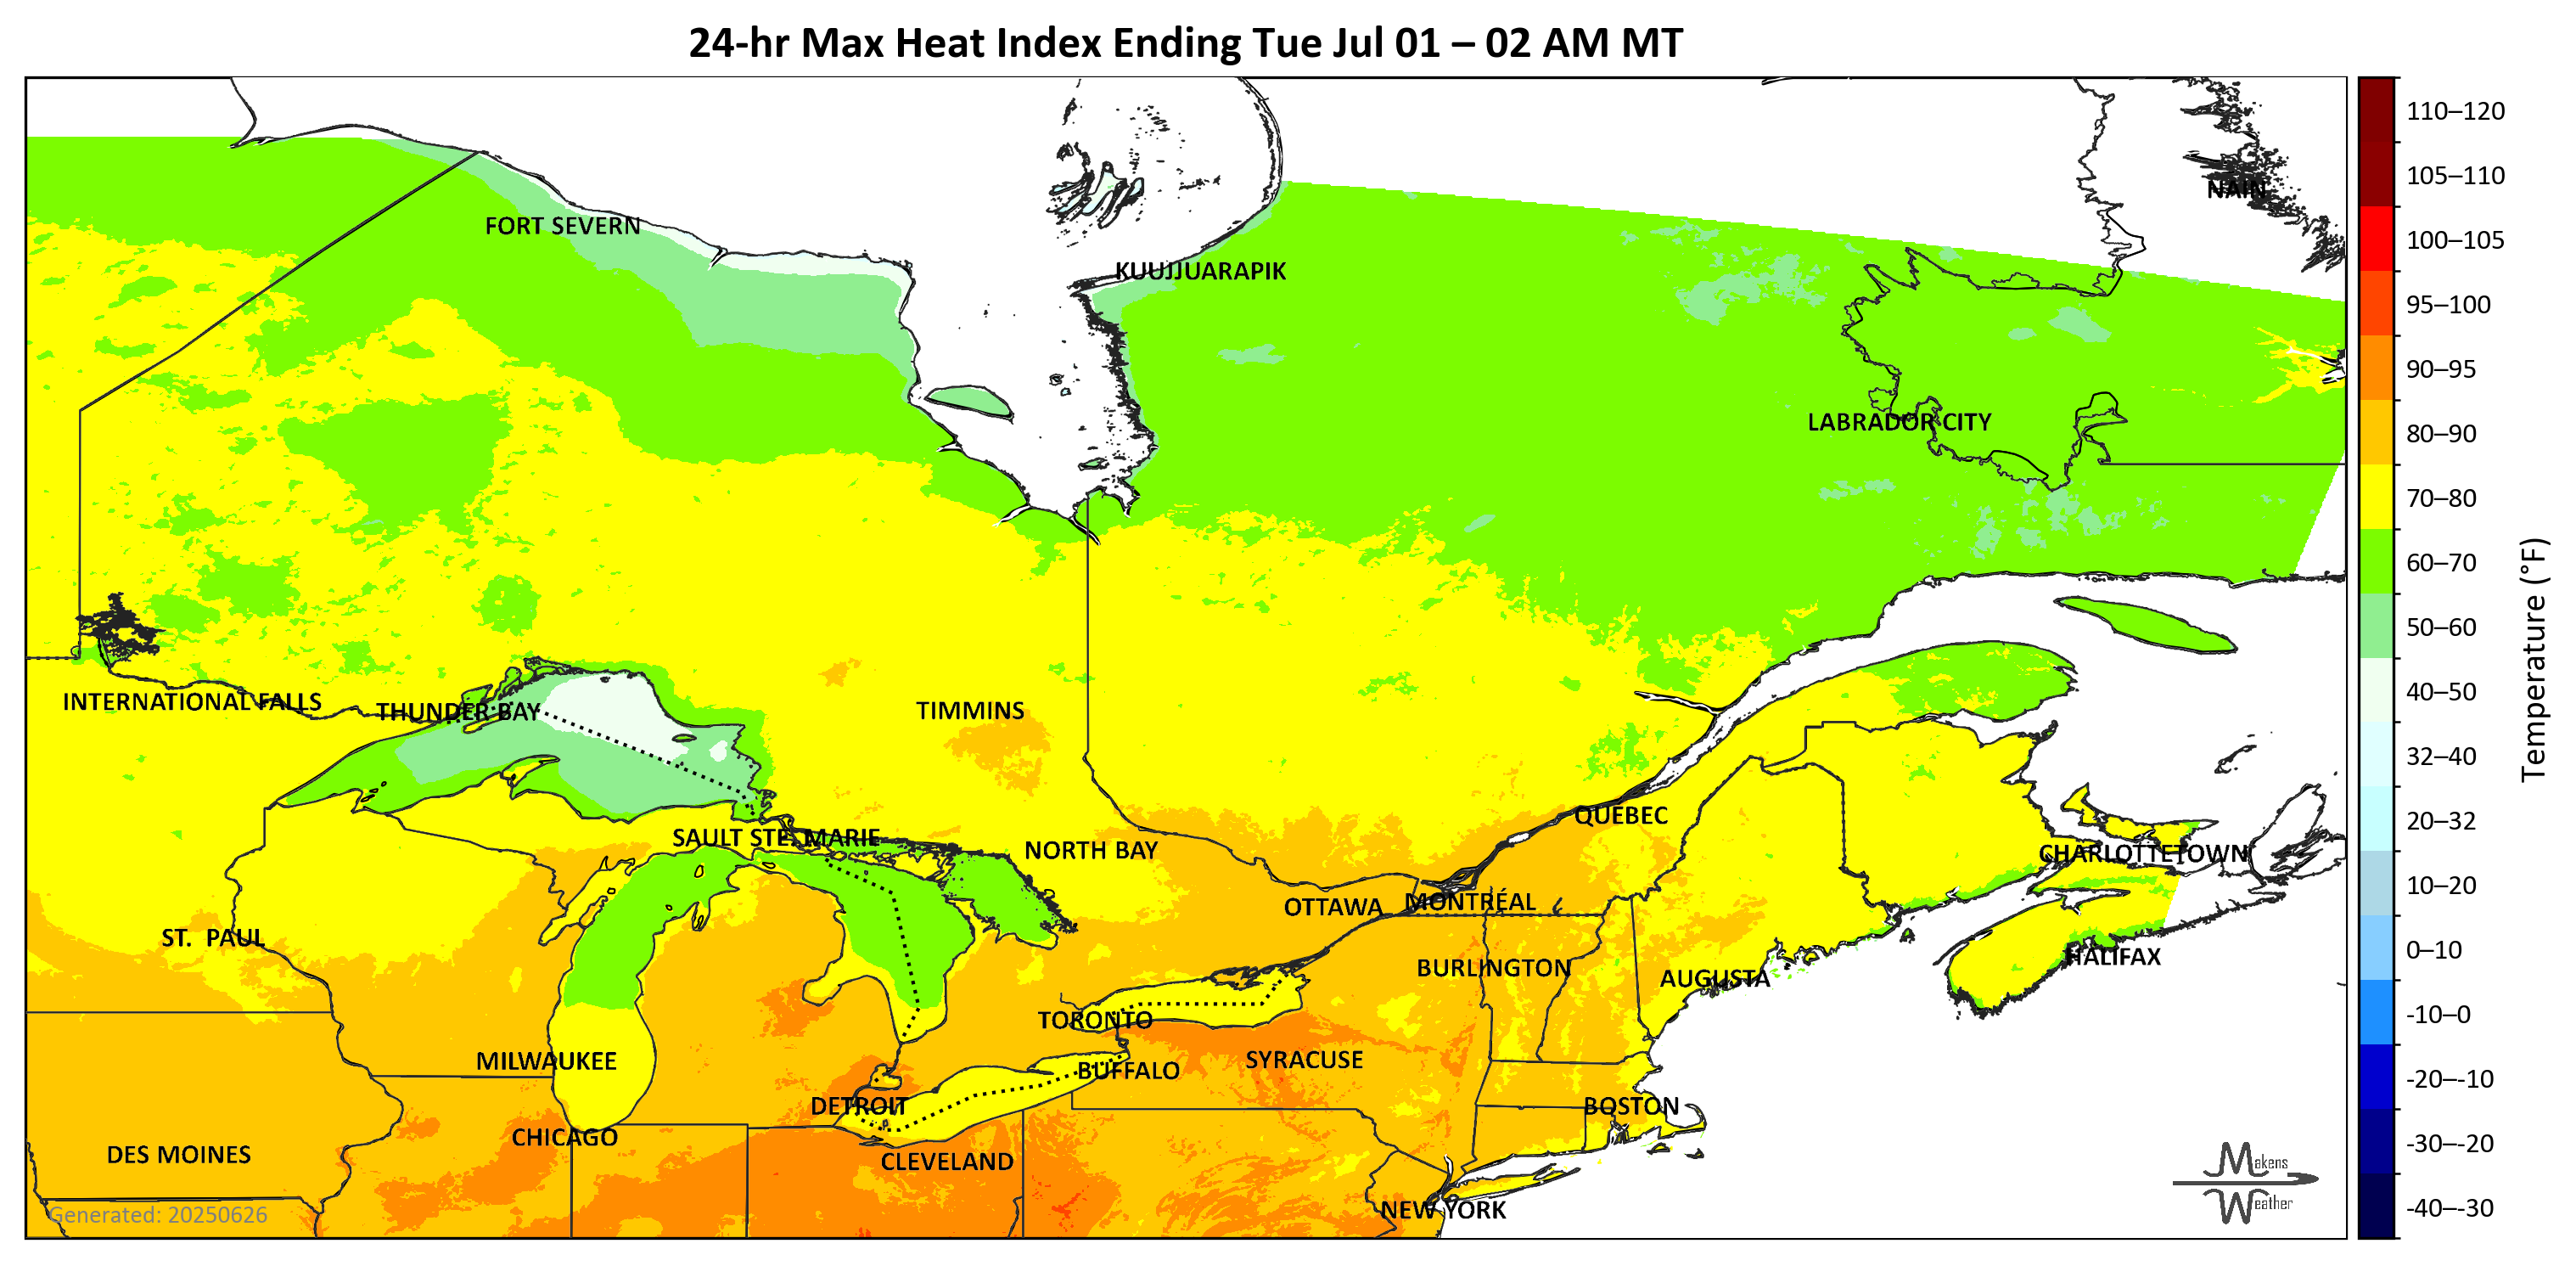 24-hr Max Heat Index Ending Tue Jul 01 – 02 AM MT
110–120
105–110
NAIN
FORT SEVERN
100–105
KUUJJUARAPIK
95–100
90–95
LABRADOR CITY
80–90
70–80
60–70
50–60
40–50
INTERNATIONAL FALLS
THUNDER BAY
TIMMINS
32–40
Temperature (°F)
QUEBEC
20–32
SAULT STE. MARIE
NORTH BAY
CHARLOTTETOWN
10–20
OTTAWA
MONTRÉAL
ST. PAUL
0–10
HALIFAX
BURLINGTON
AUGUSTA
-10–0
TORONTO
MILWAUKEE
SYRACUSE
BUFFALO
-20–-10
DETROIT
BOSTON
CHICAGO
-30–-20
DES MOINES
CLEVELAND
Makens
Weather
-40–-30
NEW YORK
Generated: 20250626